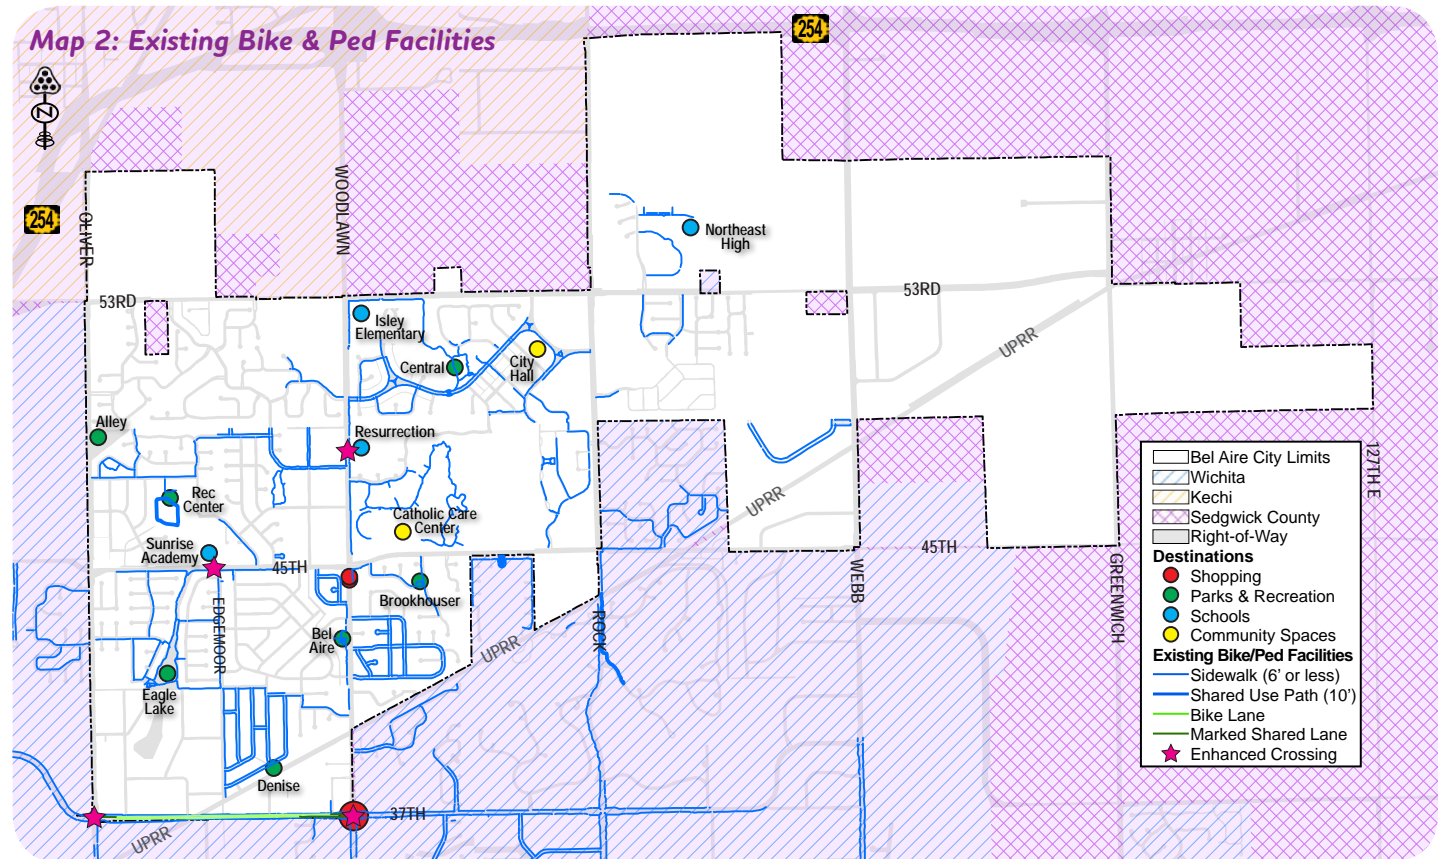 Map 2: Existing Bike & Ped Facilities
254
N
254
OLIVER
WOODLAWN
Northeast
High
53RD
53RD
Isley
Elementary
Central
City
Hall
UPRR
Alley
Resurrection
Rec
Center
Catholic Care
Center
UPRR
Sunrise
Academy
45TH
45TH
127TH E
EDGEMOOR
Brookhouser
WEBB
GREENWICH
ROCK
Bel
Aire
UPRR
Eagle
Lake
Denise
37TH
UPRR
Bel Aire City Limits
Wichita
Kechi
Sedgwick County
Right-of-Way
Destinations
Shopping
Parks & Recreation
Schools
Community Spaces
Existing Bike/Ped Facilities
Sidewalk (6' or less)
Shared Use Path (10')
Bike Lane
Marked Shared Lane
Enhanced Crossing